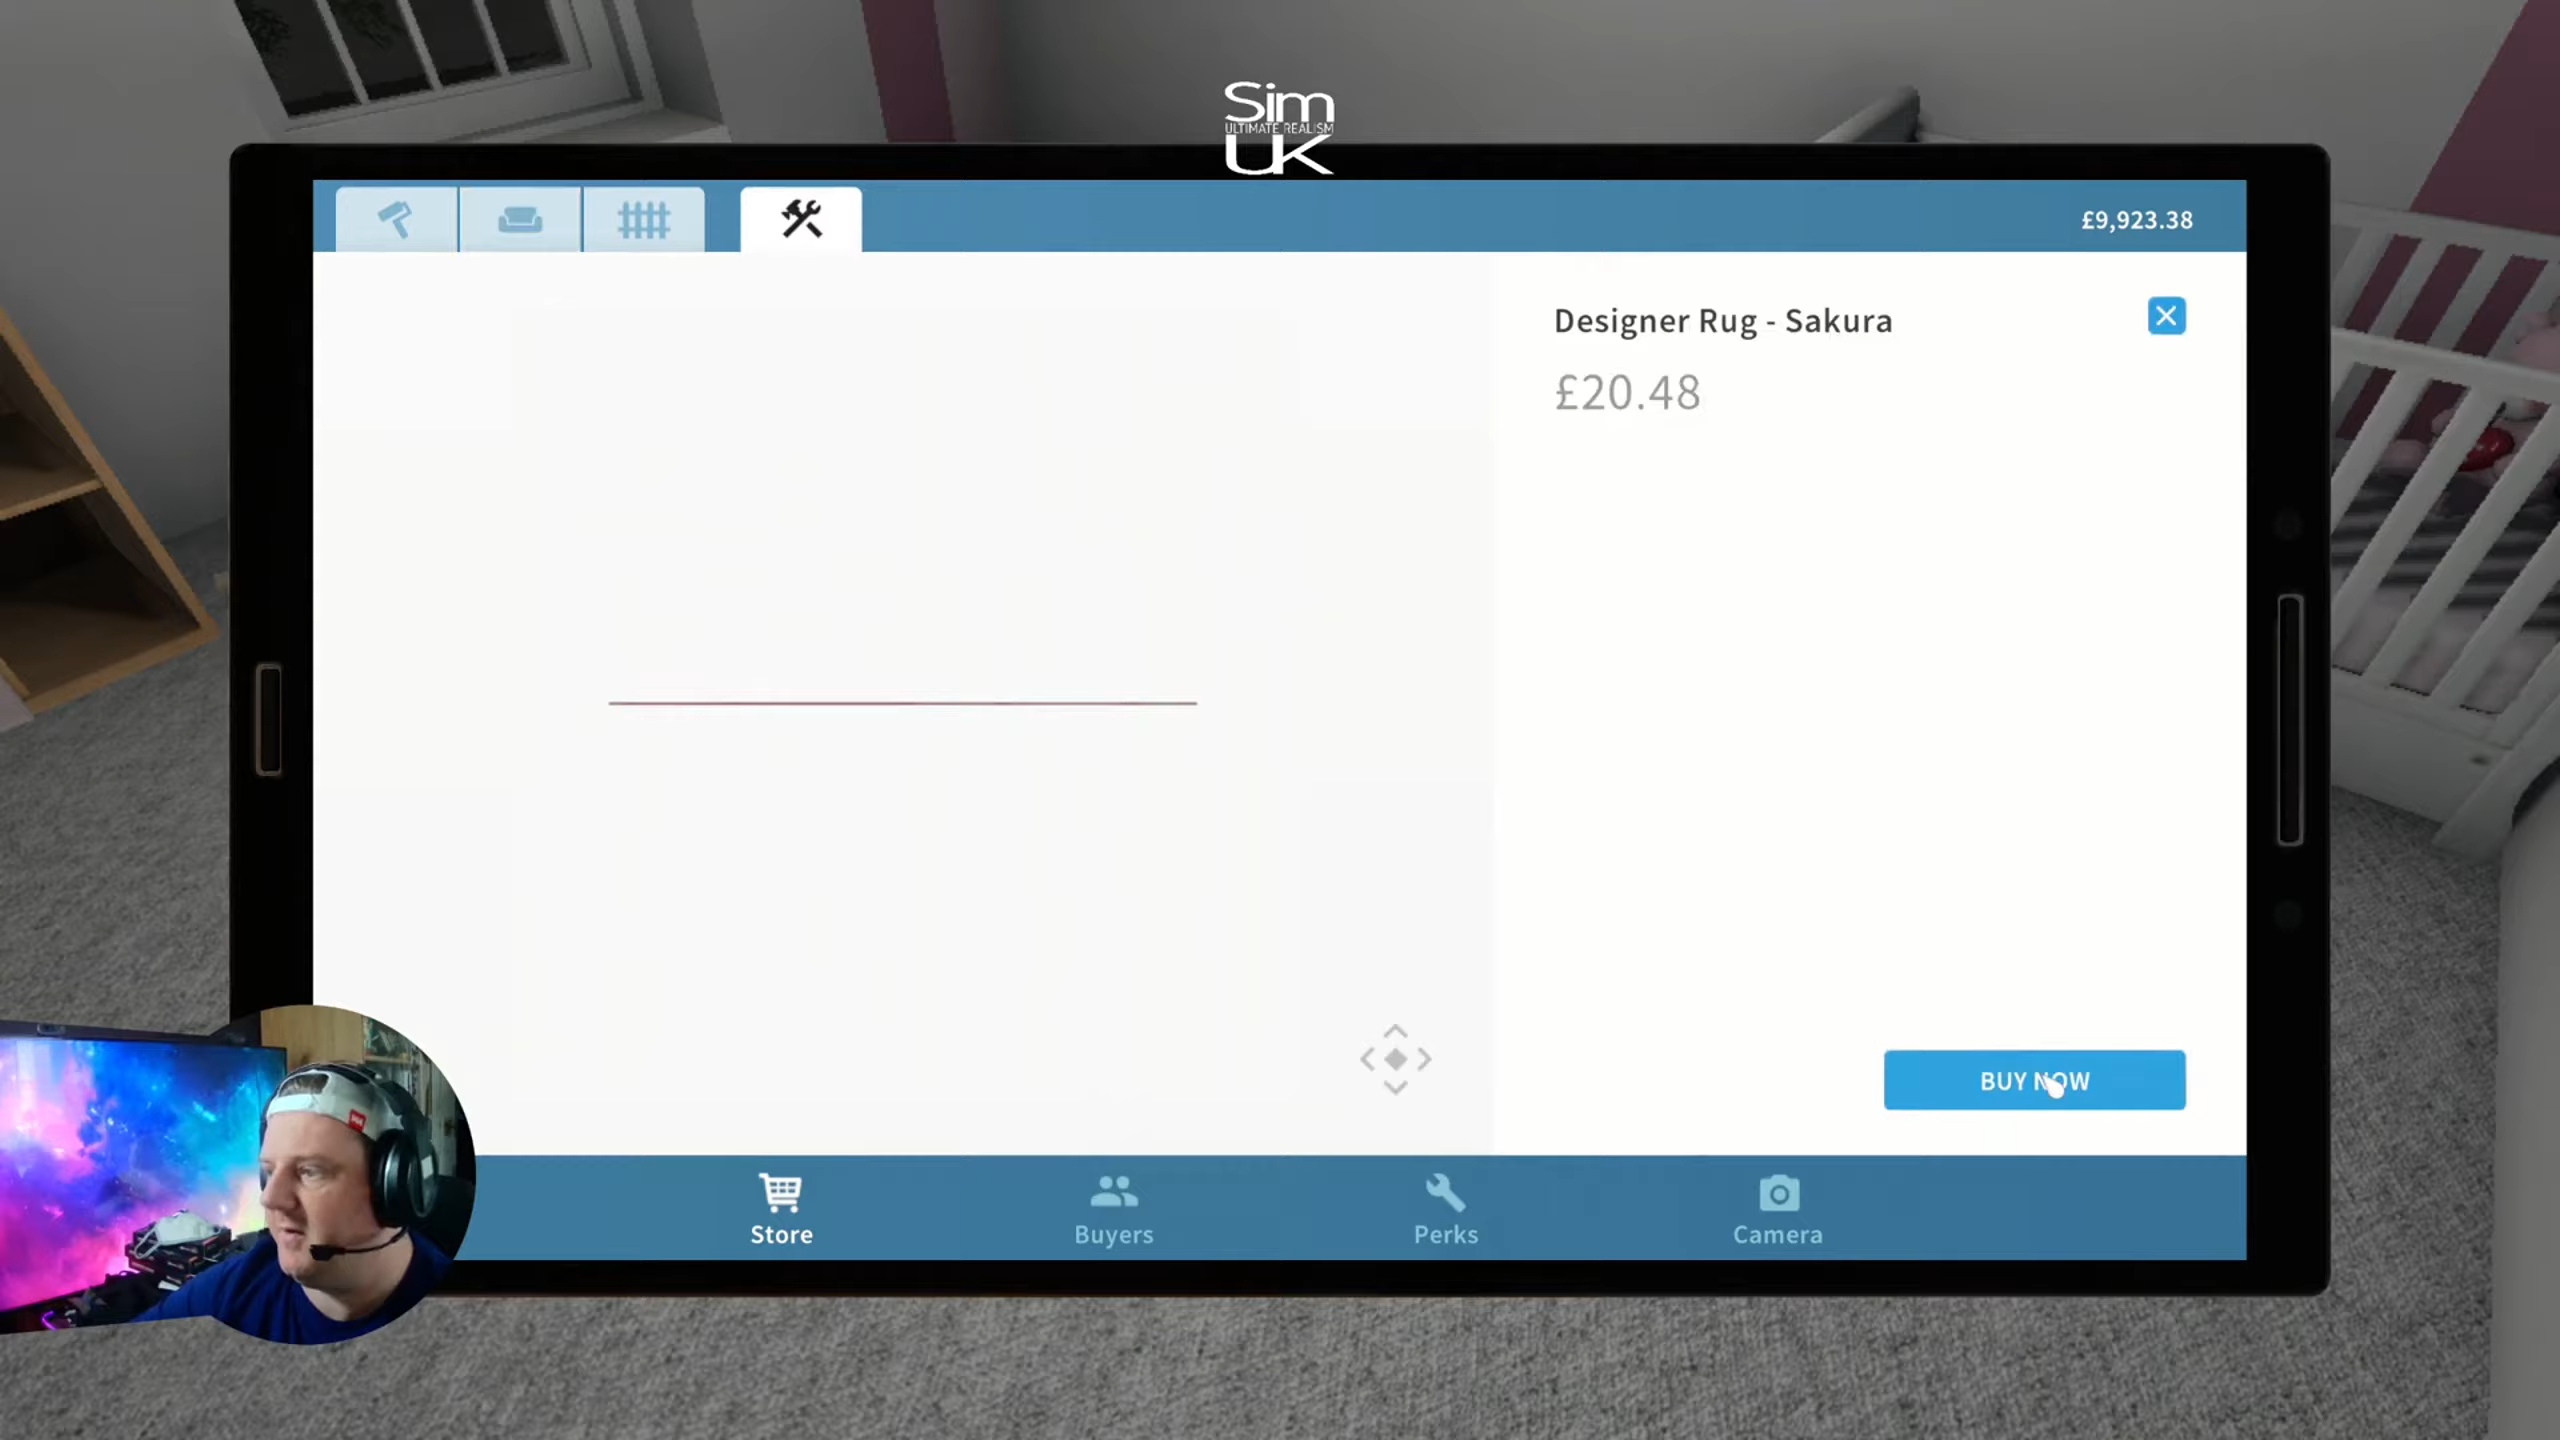 Sim
ULTIMATE REALISM
UK
£9,923.38
Designer Rug - Sakura
£20.48
BUY NOW
Store
Buyers
Perks
Camera